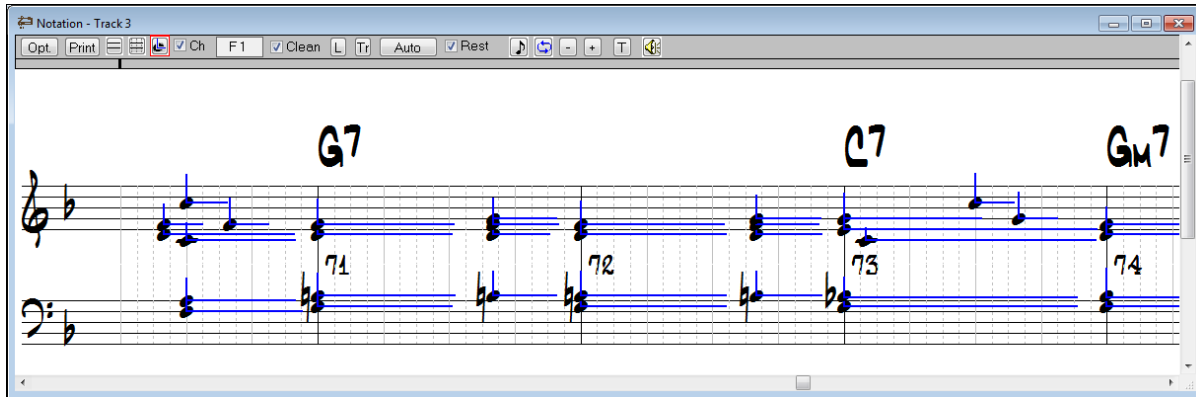 Notation - Track 3
Opt. Print Ch F1 Clean L Tr Auto Rest - + T
G7 C7 GM7
71 72 73 74